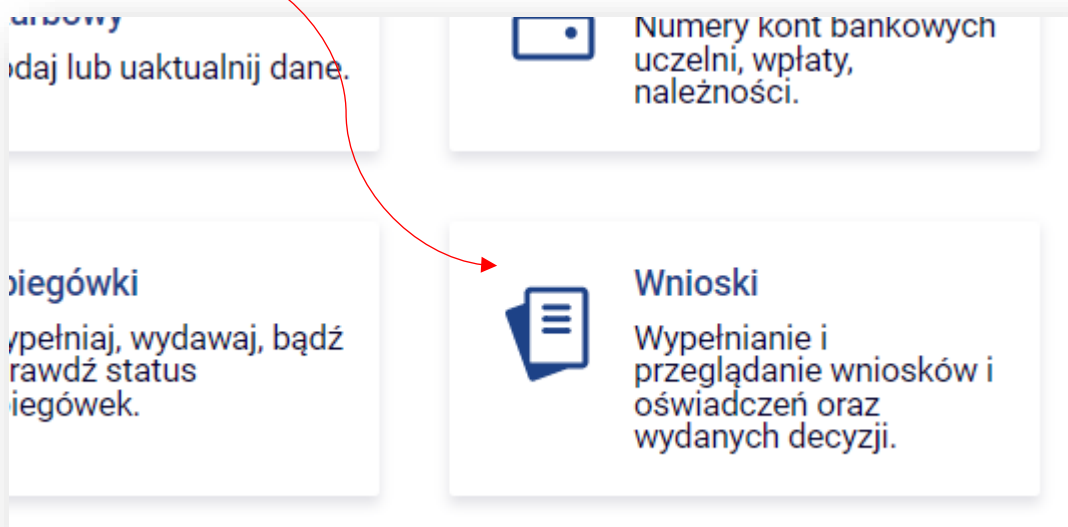 odaj lub uaktualnij dane.
Numery kont bankowych
uczelni, wpłaty,
należności.
biegówki
ypełniaj, wydawaj, bądź
rawdź status
iegówek.
Wnioski
Wypełnianie i
przeglądanie wniosków i
oświadczeń oraz
wydanych decyzji.